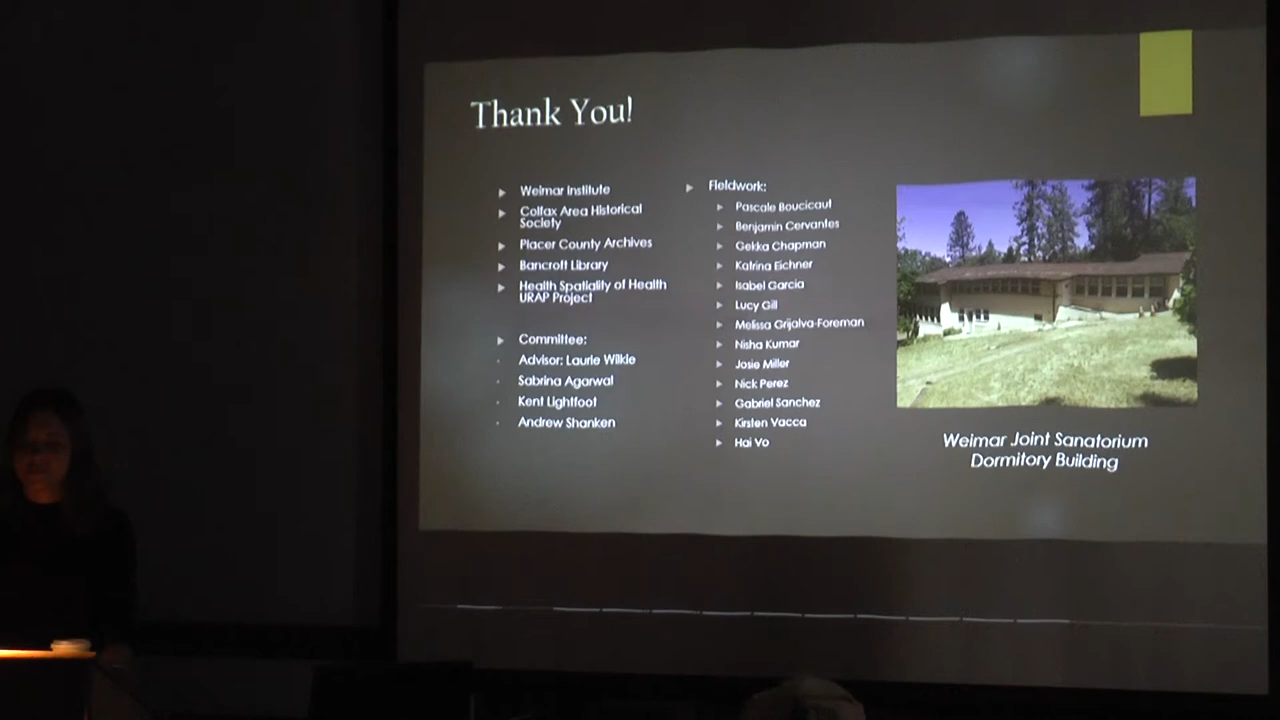 Thank You!
Weimar Institute
Colfax Area Historical
Society
Placer County Archives
Bancroft Library
Health Spatiality of Health
URAP Project
Committee:
Advisor: Laurie Wilkie
Sabrina Agarwal
Kent Lightfoot
Andrew Shanken
Fieldwork:
Pascale Boucicaut
Benjamin Cervantes
Gekka Chapman
Katrina Eichner
Isabel Garcia
Lucy Gill
Melissa Grijalva-Foreman
Nisha Kumar
Josie Miller
Nick Perez
Gabriel Sanchez
Kirsten Vacca
Hai Vo
Weimar Joint Sanatorium
Dormitory Building